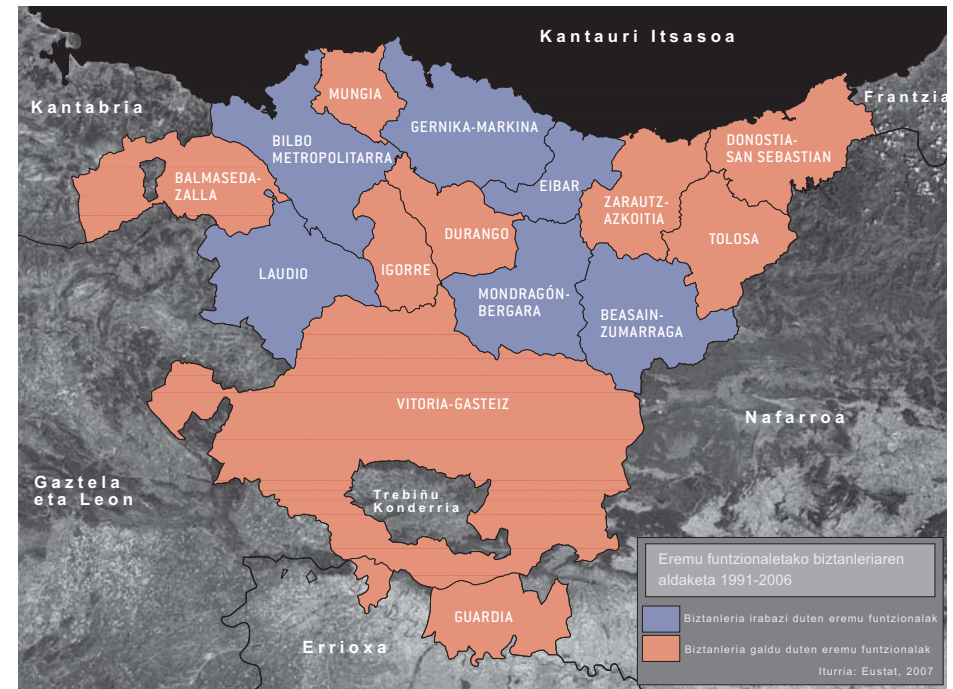 Kantauri Itsasoa
Kantabria
Frantzia
MUNGIA
GERNIKA-MARKINA
BILBO
METROPOLITARRA
DONOSTIA-
SAN SEBASTIAN
BALMASEDA-
ZALLA
EIBAR
ZARAUTZ-
AZKOITIA
DURANGO
TOLOSA
LAUDIO
IGORRE
MONDRAGÓN-
BERGARA
BEASAIN-
ZUMARRAGA
VITORIA-GASTEIZ
Nafarroa
Gaztela
eta Leon
Trebiñu
Konderria
GUARDIA
Errioxa
Eremu funtzionaletako biztanleriaren
aldaketa 1991-2006
Biztanleria irabazi duten eremu funtzionalak
Biztanleria galdu duten eremu funtzionalak
Iturria: Eustat, 2007